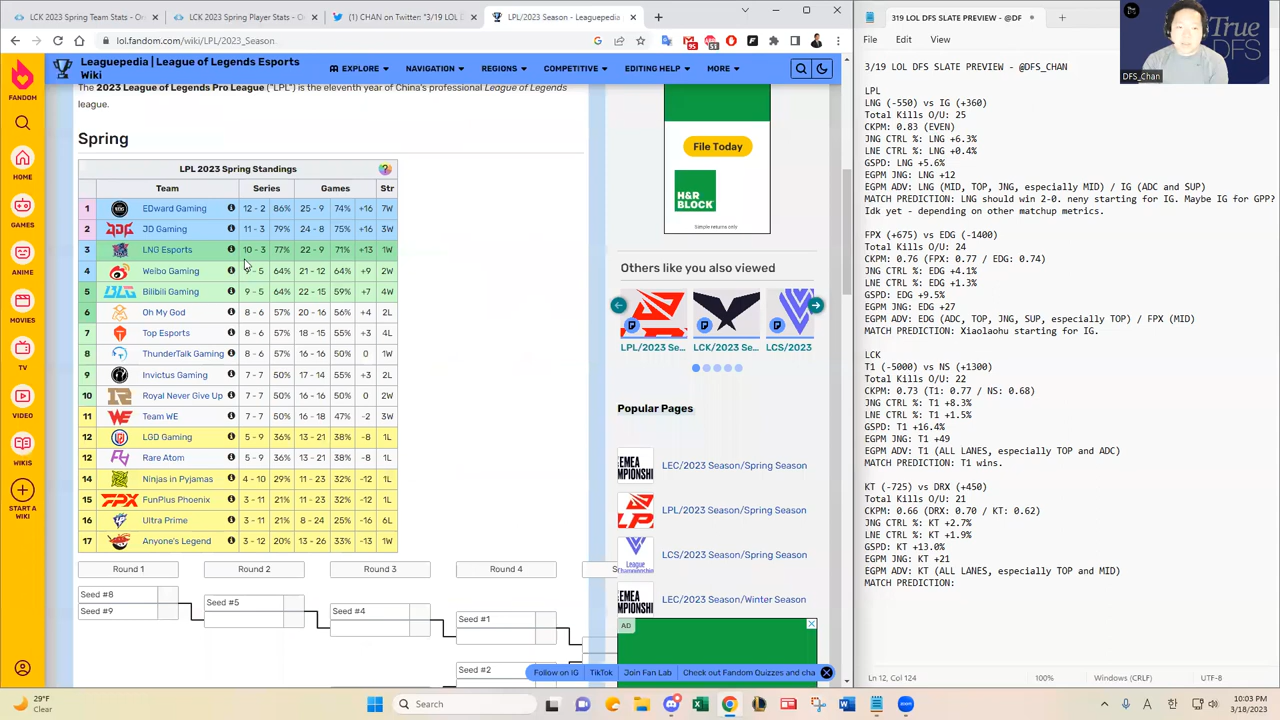 LCK 2023 Spring Team Stats - O
LCK 2023 Spring Player Stats - O
(1) CHAN on Twitter: "3/19 LOL D
LPL/2023 Season - Leaguepedia
lol.fandom.com/wiki/LPL/2023_Season
FANDOM
HOME
GAMES
ANIME
MOVIES
TV
VIDEO
WIKIS
START A
WIKI
Leaguepedia | League of Legends Esports
Wiki
EXPLORE
NAVIGATION
REGIONS
COMPETITIVE
EDITING HELP
MORE
The 2023 League of Legends Pro League ("LPL") is the eleventh year of China's professional League of Legends
league.
Spring
LPL 2023 Spring Standings
Team Series Games Str
1 EDward Gaming 12 - 2 86% 25 - 9 74% +16 7W
2 JD Gaming 11 - 3 79% 24 - 8 75% +16 3W
3 LNG Esports 10 - 3 77% 22 - 9 71% +13 1W
4 Weibo Gaming - 5 64% 21 - 12 64% +9 2W
5 Bilibili Gaming 9 - 5 64% 22 - 15 59% +7 4W
6 Oh My God 8 - 6 57% 20 - 16 56% +4 2L
7 Top Esports 8 - 6 57% 18 - 15 55% +3 4L
8 ThunderTalk Gaming 8 - 6 57% 16 - 16 50% 0 1W
9 Invictus Gaming 7 - 7 50% 17 - 14 55% +3 2L
10 Royal Never Give Up 7 - 7 50% 16 - 16 50% 0 2L
11 Team WE 7 - 7 50% 16 - 18 47% -2 3W
12 LGD Gaming 5 - 9 36% 13 - 21 38% -8 1L
12 Rare Atom 5 - 9 36% 13 - 21 38% -8 1L
14 Ninjas in Pyjamas 4 - 10 29% 11 - 23 32% -12 1L
15 FunPlus Phoenix 3 - 11 21% 11 - 23 32% -12 1L
16 Ultra Prime 3 - 11 21% 8 - 24 25% -16 6L
17 Anyone's Legend 3 - 12 20% 13 - 26 33% -13 1W
Round 1 Round 2 Round 3 Round 4
Seed #8
Seed #9
Seed #5
Seed #4
Seed #1
Seed #2
File Today
H&R
BLOCK
Simple returns only
Others like you also viewed
LPL/2023 Se...
LCK/2023 Se...
LCS/2023
Popular Pages
LEC/2023 Season/Spring Season
LPL/2023 Season/Spring Season
LCS/2023 Season/Spring Season
LEC/2023 Season/Winter Season
AD
Follow on IG TikTok Join Fan Lab Check out Fandom Quizzes and cha
319 LOL DFS SLATE PREVIEW - @DF
File Edit View
3/19 LOL DFS SLATE PREVIEW - @DFS_CHAN
LPL
LNG (-550) vs IG (+360)
Total Kills O/U: 25
CKPM: 0.83 (EVEN)
JNG CTRL %: LNG +6.3%
LNE CTRL %: LNG +0.4%
GSPD: LNG +5.6%
EGPM JNG: LNG +12
EGPM ADV: LNG (MID, TOP, JNG, especially MID) / IG (ADC and SUP)
MATCH PREDICTION: LNG should win 2-0. neny starting for IG. Maybe IG for GPP?
Idk yet - depending on other matchup metrics.
FPX (+675) vs EDG (-1400)
Total Kills O/U: 24
CKPM: 0.76 (FPX: 0.77 / EDG: 0.74)
JNG CTRL %: EDG +4.1%
LNE CTRL %: EDG +1.3%
GSPD: EDG +9.5%
EGPM JNG: EDG +27
EGPM ADV: EDG (ADC, TOP, JNG, SUP, especially TOP) / FPX (MID)
MATCH PREDICTION: Xiaolaohu starting for IG.
LCK
T1 (-5000) vs NS (+1300)
Total Kills O/U: 22
CKPM: 0.73 (T1: 0.77 / NS: 0.68)
JNG CTRL %: T1 +8.3%
LNE CTRL %: T1 +1.5%
GSPD: T1 +16.4%
EGPM JNG: T1 +49
EGPM ADV: T1 (ALL LANES, especially TOP and ADC)
MATCH PREDICTION: T1 wins.
KT (-725) vs DRX (+450)
Total Kills O/U: 21
CKPM: 0.66 (DRX: 0.70 / KT: 0.62)
JNG CTRL %: KT +2.7%
LNE CTRL %: KT +1.9%
GSPD: KT +13.0%
EGPM JNG: KT +21
EGPM ADV: KT (ALL LANES, especially TOP and MID)
MATCH PREDICTION:
Ln 12, Col 124 100% Windows (CRLF) UTF-8
True
DFS
DFS_Chan
29°F
Clear
Search
10:03 PM
3/18/2023